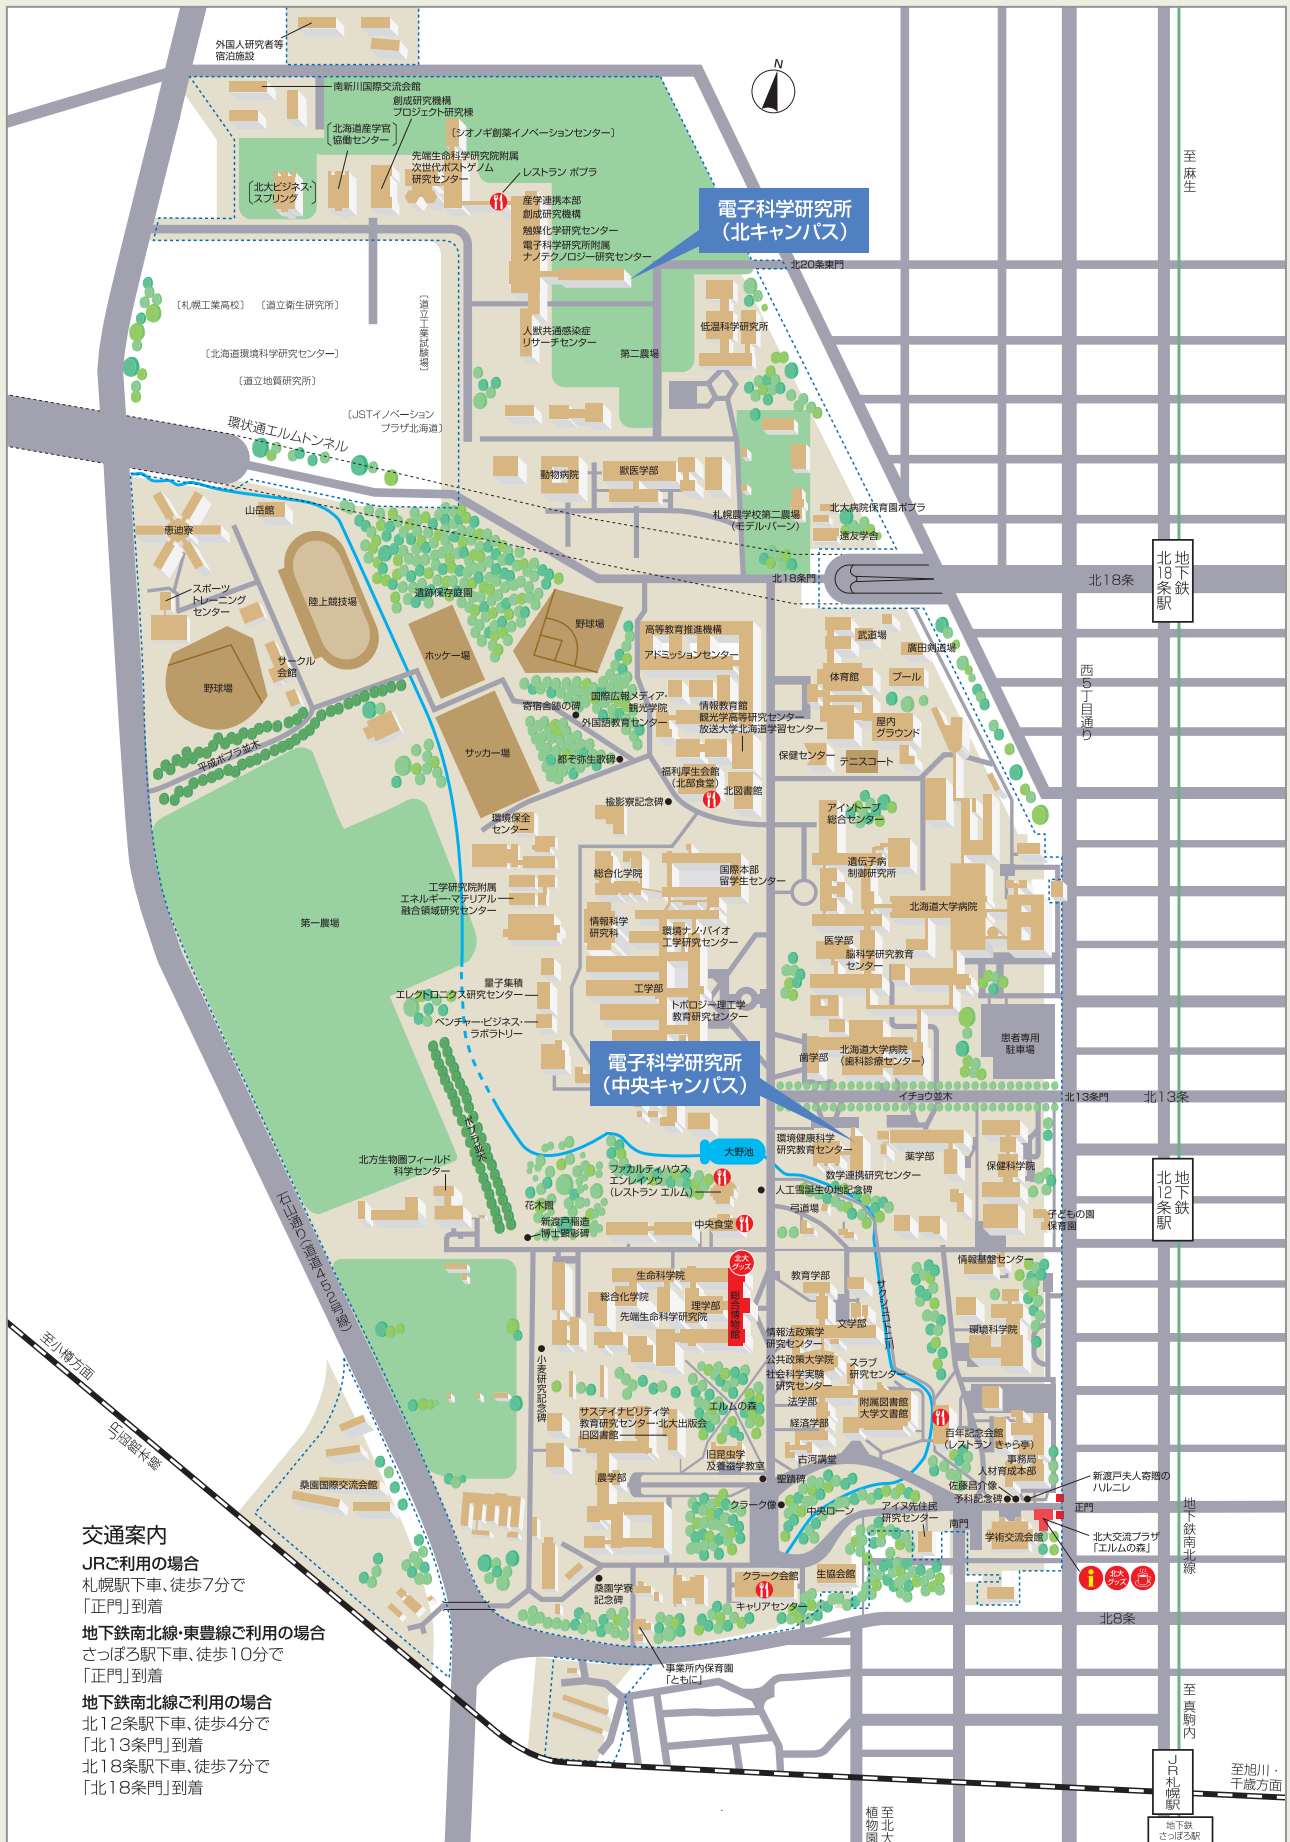 外国人研究者等
宿泊施設
N
南新川国際交流会館
創成研究機構
プロジェクト研究棟
〔北海道産学官
協働センター〕
〔シオノギ創薬イノベーションセンター〕
先端生命科学研究院附属
次世代ポストゲノム
研究センター
レストラン ポプラ
〔北大ビジネス・
スプリング〕
産学連携本部
創成研究機構
触媒化学研究センター
電子科学研究所附属
ナノテクノロジー研究センター
電子科学研究所
(北キャンパス)
至 麻生
北20条東門
〔札幌工業高校〕
〔道立衛生研究所〕
〔道立工業試験場〕
〔北海道環境科学研究センター〕
〔道立地質研究所〕
〔JSTイノベーション
プラザ北海道〕
人獣共通感染症
リサーチセンター
第二農場
低温科学研究所
環状通エルムトンネル
動物病院
獣医学部
札幌農学校第二農場
(モデル・バーン)
北大病院保育園ポプラ
遠友学舎
山岳館
恵迪寮
スポーツ
トレーニング
センター
陸上競技場
遺跡保存庭園
北18条門
北18条
地下鉄
北18条駅
野球場
ホッケー場
高等教育推進機構
アドミッションセンター
武道場
廣田剣道場
体育館
プール
サークル
会館
野球場
国際広報メディア・
観光学院
寄宿舎跡の碑
外国語教育センター
情報教育館
観光学高等研究センター
放送大学北海道学習センター
屋内
グラウンド
西5丁目通り
平成ポプラ並木
サッカー場
都ぞ弥生歌碑
保健センター
テニスコート
福利厚生会館
(北部食堂)
北図書館
楡影寮記念碑
環境保全
センター
アイソトープ
総合センター
総合化学院
国際本部
留学生センター
遺伝子病
制御研究所
工学研究院附属
エネルギー・マテリアル
融合領域研究センター
第一農場
情報科学
研究科
環境ナノ・バイオ
工学研究センター
北海道大学病院
医学部
脳科学研究教育
センター
量子集積
エレクトロニクス研究センター
工学部
トポロジー理工学
教育研究センター
ベンチャー・ビジネス・
ラボラトリー
歯学部
北海道大学病院
(歯科診療センター)
患者専用
駐車場
電子科学研究所
(中央キャンパス)
イチョウ並木
北13条門
北13条
ポプラ並木
大野池
環境健康科学
研究教育センター
薬学部
保健科学院
地下鉄
北12条駅
北方生物圏フィールド
科学センター
ファカルティハウス
エンレイソウ
(レストラン エルム)
数学連携研究センター
人工雪誕生の地記念碑
花木園
弓道場
子どもの園
保育園
石山通り(道道452号線)
新渡戸稲造
博士顕彰碑
中央食堂
北大
グッズ
情報基盤センター
生命科学院
教育学部
総合化学院
理学部
先端生命科学研究院
総合博物館
サクシュコトニ川
情報法政策学
研究センター
文学部
環境科学院
至小樽方面
JR函館本線
小麦研究記念碑
公共政策大学院
社会科学実験
研究センター
スラブ
研究センター
法学部
附属図書館
大学文書館
エルムの森
サステイナビリティ学
教育研究センター・北大出版会
旧図書館
経済学部
百年記念会館
(レストラン きゃら亭)
旧昆虫学
及養蚕学教室
古河講堂
事務局
人材育成本部
桑園国際交流会館
農学部
聖蹟碑
佐藤昌介像
予科記念碑
新渡戸夫人寄贈の
ハルニレ
クラーク像
中央ローン
アイヌ先住民
研究センター
南門
正門
学術交流会館
北大交流プラザ
「エルムの森」
地下鉄南北線
i
北大
グッズ
クラーク会館
生協会館
キャリアセンター
桑園学寮
記念碑
北8条
事業所内保育園
「ともに」
交通案内
JRご利用の場合
札幌駅下車、徒歩7分で
「正門」到着
地下鉄南北線・東豊線ご利用の場合
さっぽろ駅下車、徒歩10分で
「正門」到着
地下鉄南北線ご利用の場合
北12条駅下車、徒歩4分で
「北13条門」到着
北18条駅下車、徒歩7分で
「北18条門」到着
至 真駒内
JR札幌駅
至旭川・
千歳方面
地下鉄
さっぽろ駅
至北大
植物園